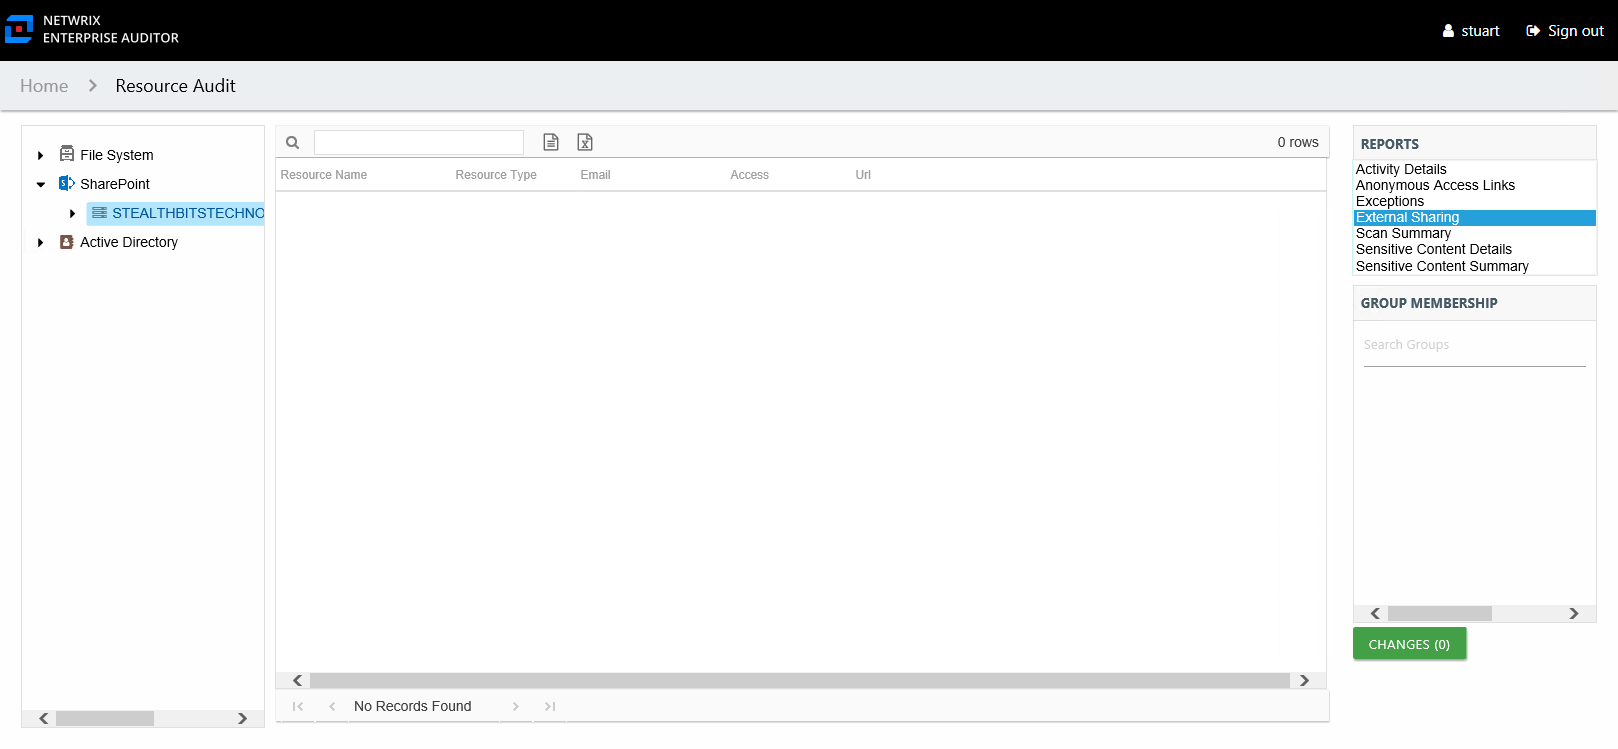 NETWRIX
ENTERPRISE AUDITOR
stuart
Sign out
Home
Resource Audit
File System
SharePoint
STEALTHBITSTECHNO
Active Directory
0 rows
Resource Name
Resource Type
Email
Access
Url
No Records Found
REPORTS
Activity Details
Anonymous Access Links
Exceptions
External Sharing
Scan Summary
Sensitive Content Details
Sensitive Content Summary
GROUP MEMBERSHIP
Search Groups
CHANGES (0)